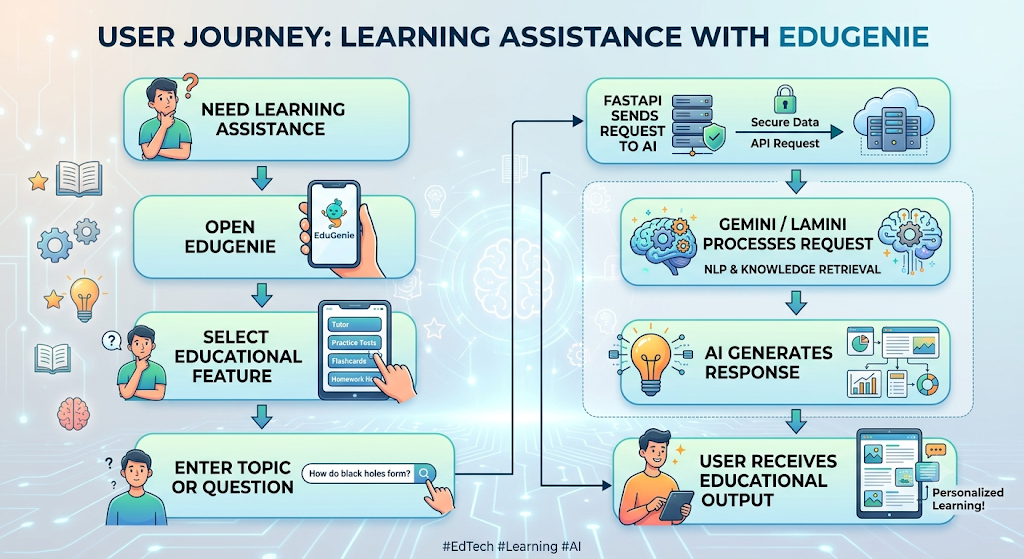 USER JOURNEY: LEARNING ASSISTANCE WITH EDUGENIE
NEED LEARNING
ASSISTANCE
OPEN
EDUGENIE
EduGenie
SELECT
EDUCATIONAL
FEATURE
Tutor
Practice Tests
Flashcards
Homework
ENTER TOPIC
OR QUESTION
How do black holes form?
FASTAPI
SENDS
REQUEST
TO AI
Secure Data
API Request
GEMINI / LAMINI
PROCESSES REQUEST
NLP & KNOWLEDGE RETRIEVAL
AI GENERATES
RESPONSE
USER RECEIVES
EDUCATIONAL
OUTPUT
Personalized
Learning!
#EdTech #Learning #AI